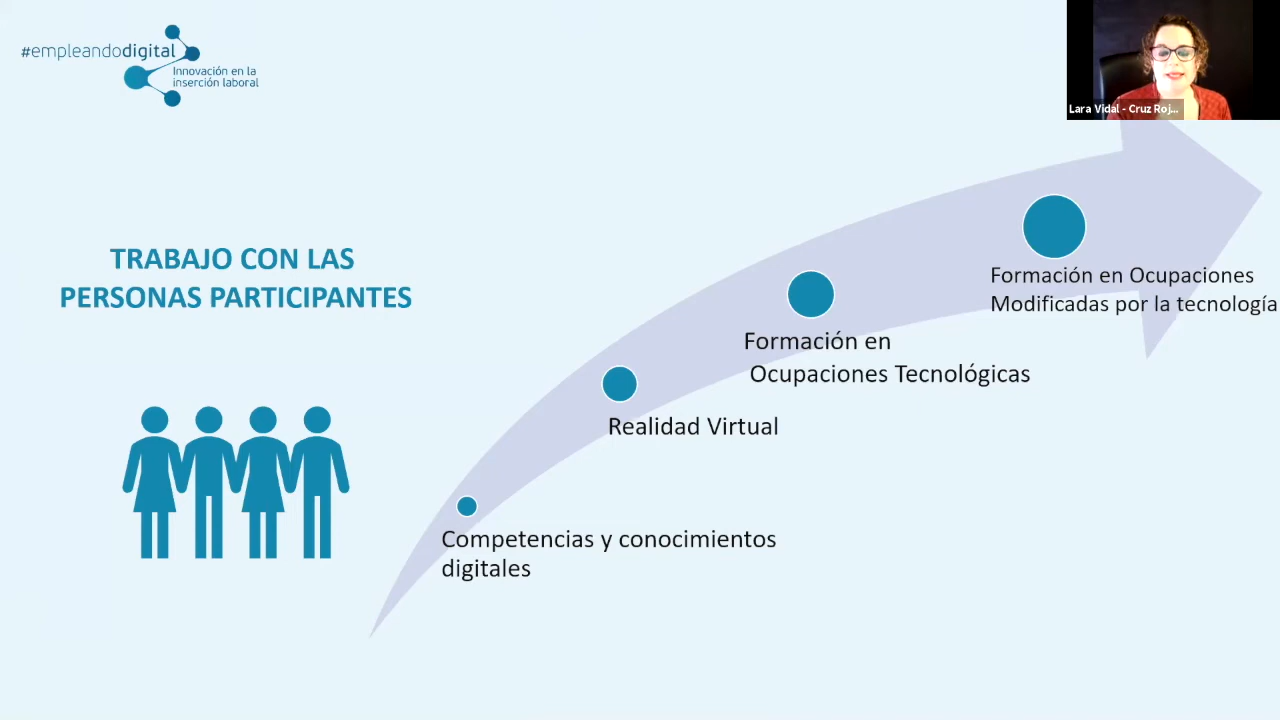 #empleandodigital
Innovación en la
inserción laboral
Lara Vidal - Cruz Roj...
TRABAJO CON LAS
PERSONAS PARTICIPANTES
Formación en Ocupaciones
Modificadas por la tecnología
Formación en
Ocupaciones Tecnológicas
Realidad Virtual
Competencias y conocimientos
digitales